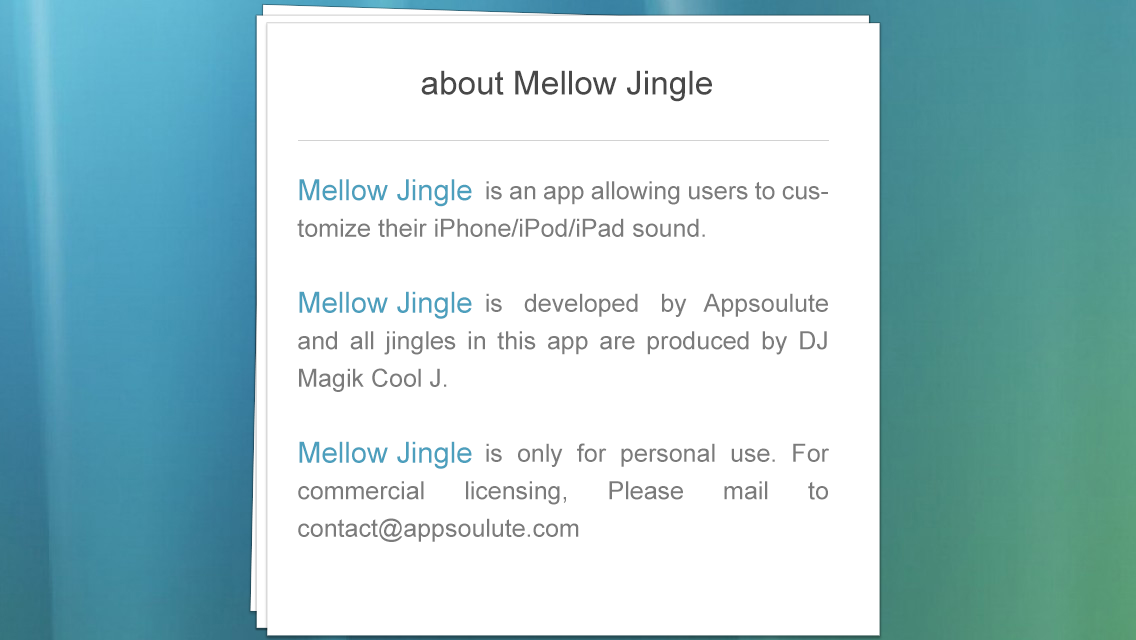 about Mellow Jingle
Mellow Jingle is an app allowing users to cus-
tomize their iPhone/iPod/iPad sound.
Mellow Jingle is developed by Appsoulute
and all jingles in this app are produced by DJ
Magik Cool J.
Mellow Jingle is only for personal use. For
commercial licensing, Please mail to
contact@appsoulute.com